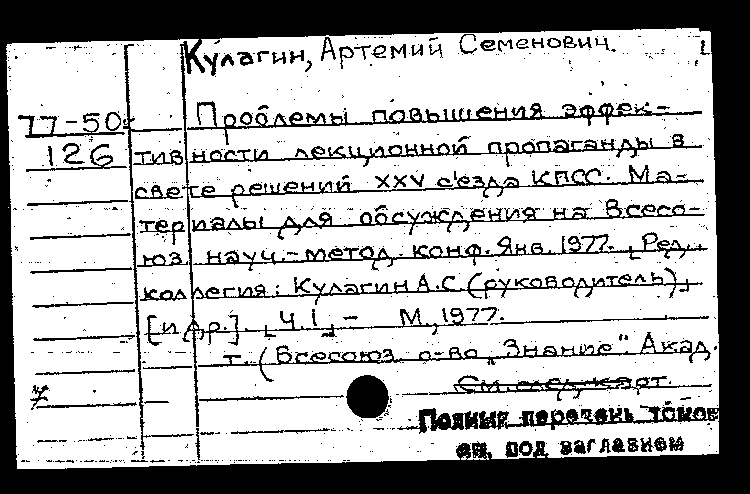 Кулагин, Артемий Семенович.
77-50
126
Проблемы повышения эффек-
тивности лекционной пропаганды в
свете решений XXV съезда КПСС. Ма-
териалы для обсуждения на Всесо-
юз. науч.-метод. конф. Янв. 1977. [Ред.
коллегия: Кулагин А.С. (руководитель)]
[и др.]. [Ч. 1] - М., 1977.
т. (Всесоюз. о-во „Знание". Акад.
См. след. карт.
Полный перечень томов
см. под заглавием